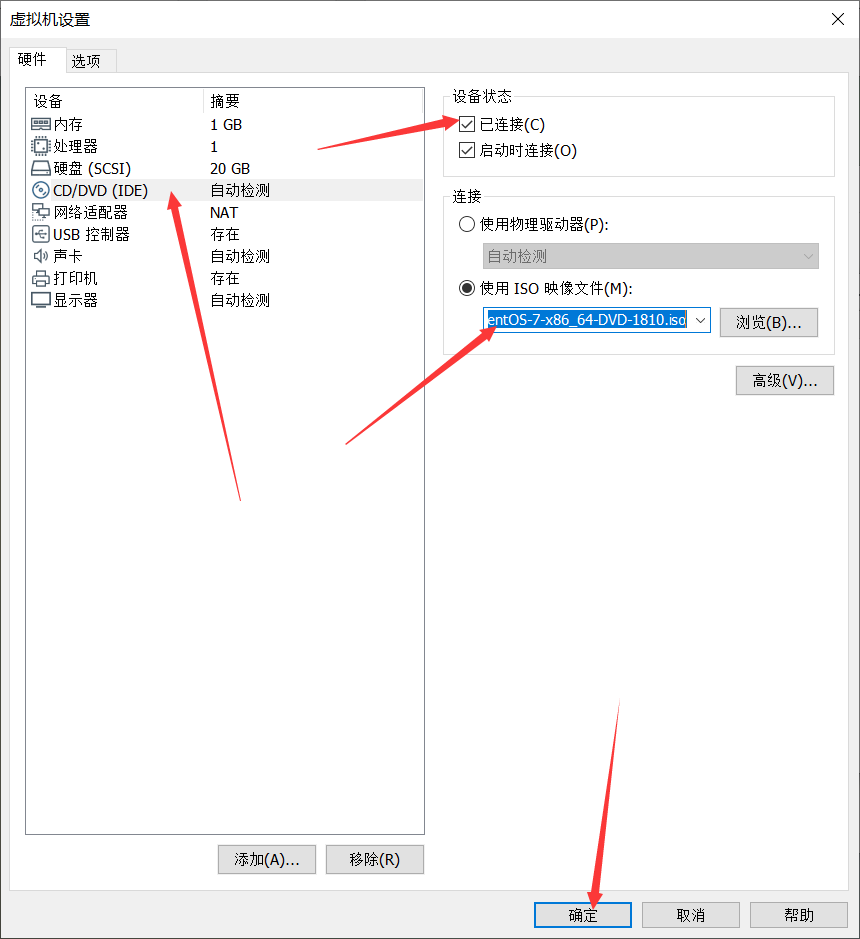 虚拟机设置
硬件 选项
设备 摘要
内存 1 GB
处理器 1
硬盘 (SCSI) 20 GB
CD/DVD (IDE) 自动检测
网络适配器 NAT
USB 控制器 存在
声卡 自动检测
打印机 存在
显示器 自动检测
添加(A)... 移除(R)
设备状态
已连接(C)
启动时连接(O)
连接
使用物理驱动器(P):
自动检测
使用 ISO 映像文件(M):
entOS-7-x86_64-DVD-1810.iso 浏览(B)...
高级(V)...
确定 取消 帮助